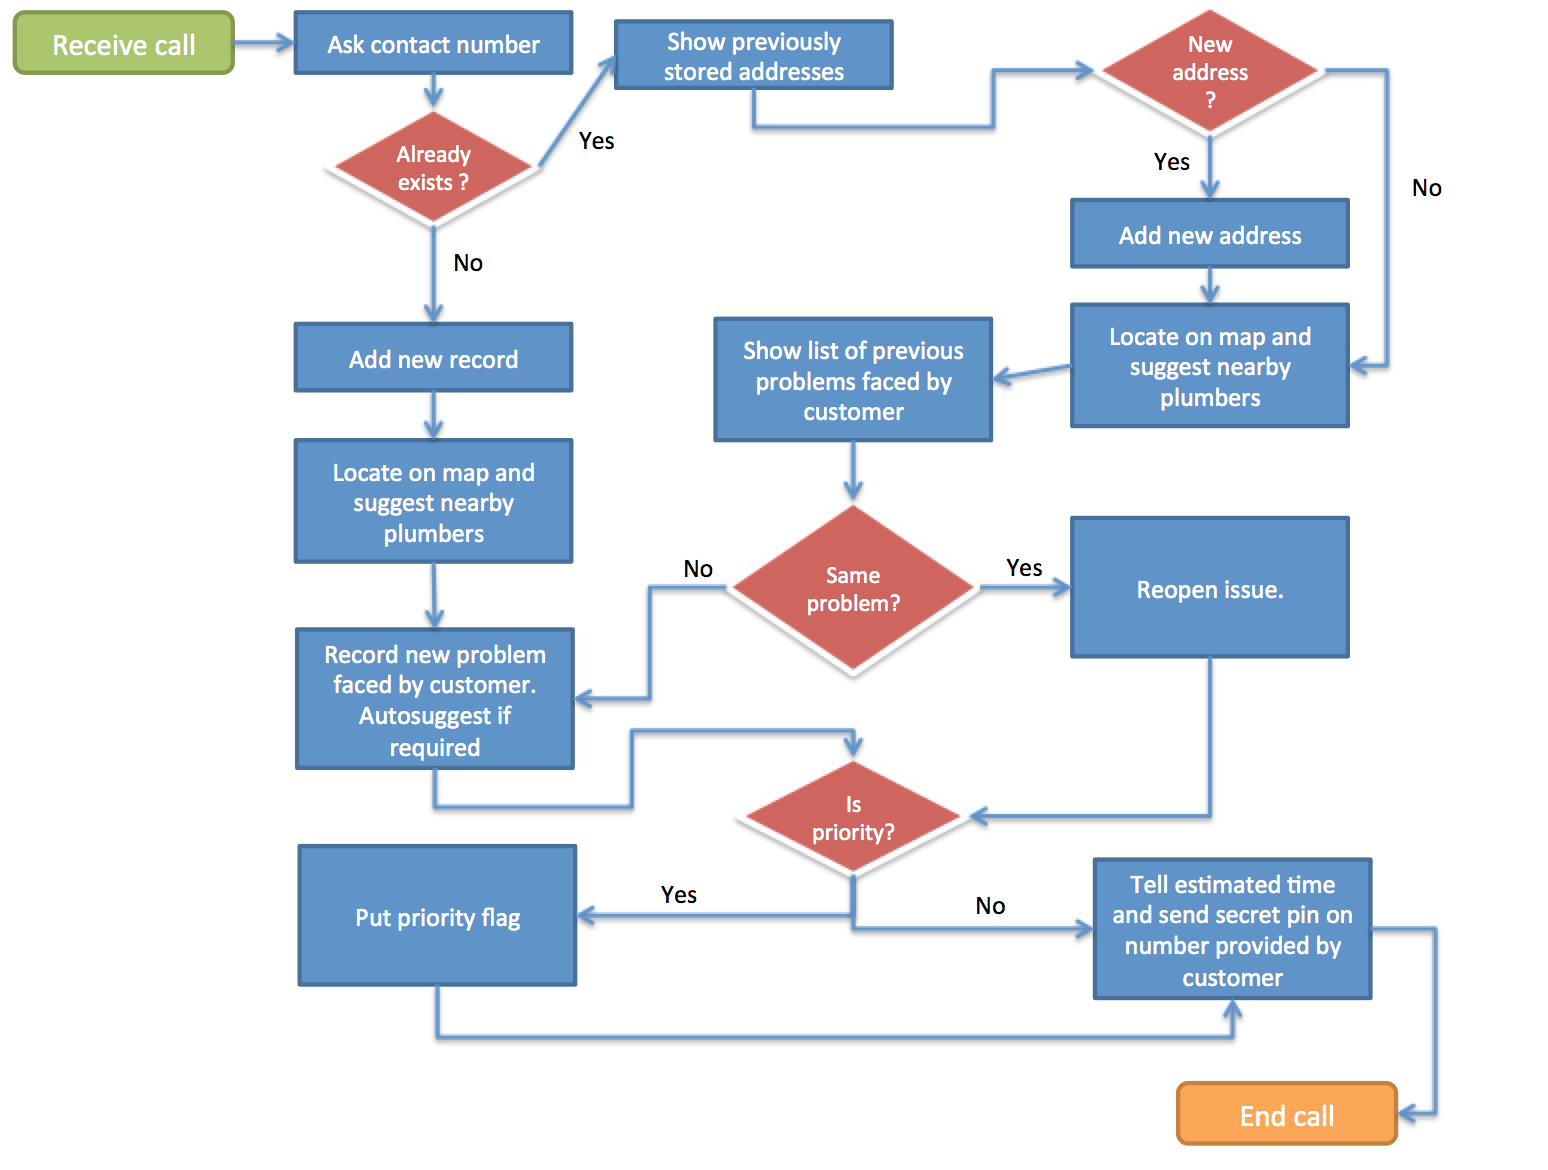 Receive call
Ask contact number
Show previously
stored addresses
New
address
?
Already
exists ?
Yes
Yes
No
No
Add new address
Add new record
Locate on map and
suggest nearby
plumbers
Show list of previous
problems faced by
customer
Locate on map and
suggest nearby
plumbers
No
Same
problem?
Yes
Reopen issue.
Record new problem
faced by customer.
Autosuggest if
required
Is
priority?
Yes
No
Put priority flag
Tell estimated time
and send secret pin on
number provided by
customer
End call